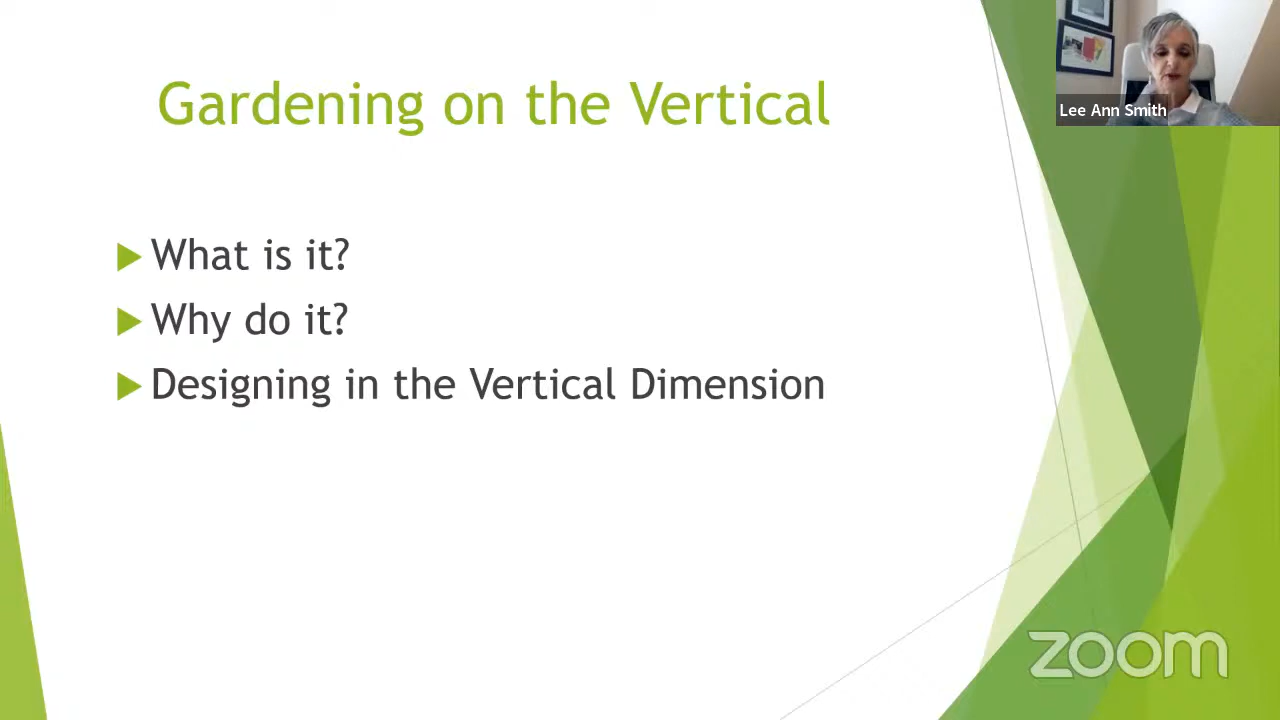 Gardening on the Vertical
Lee Ann Smith
What is it?
Why do it?
Designing in the Vertical Dimension
zoom